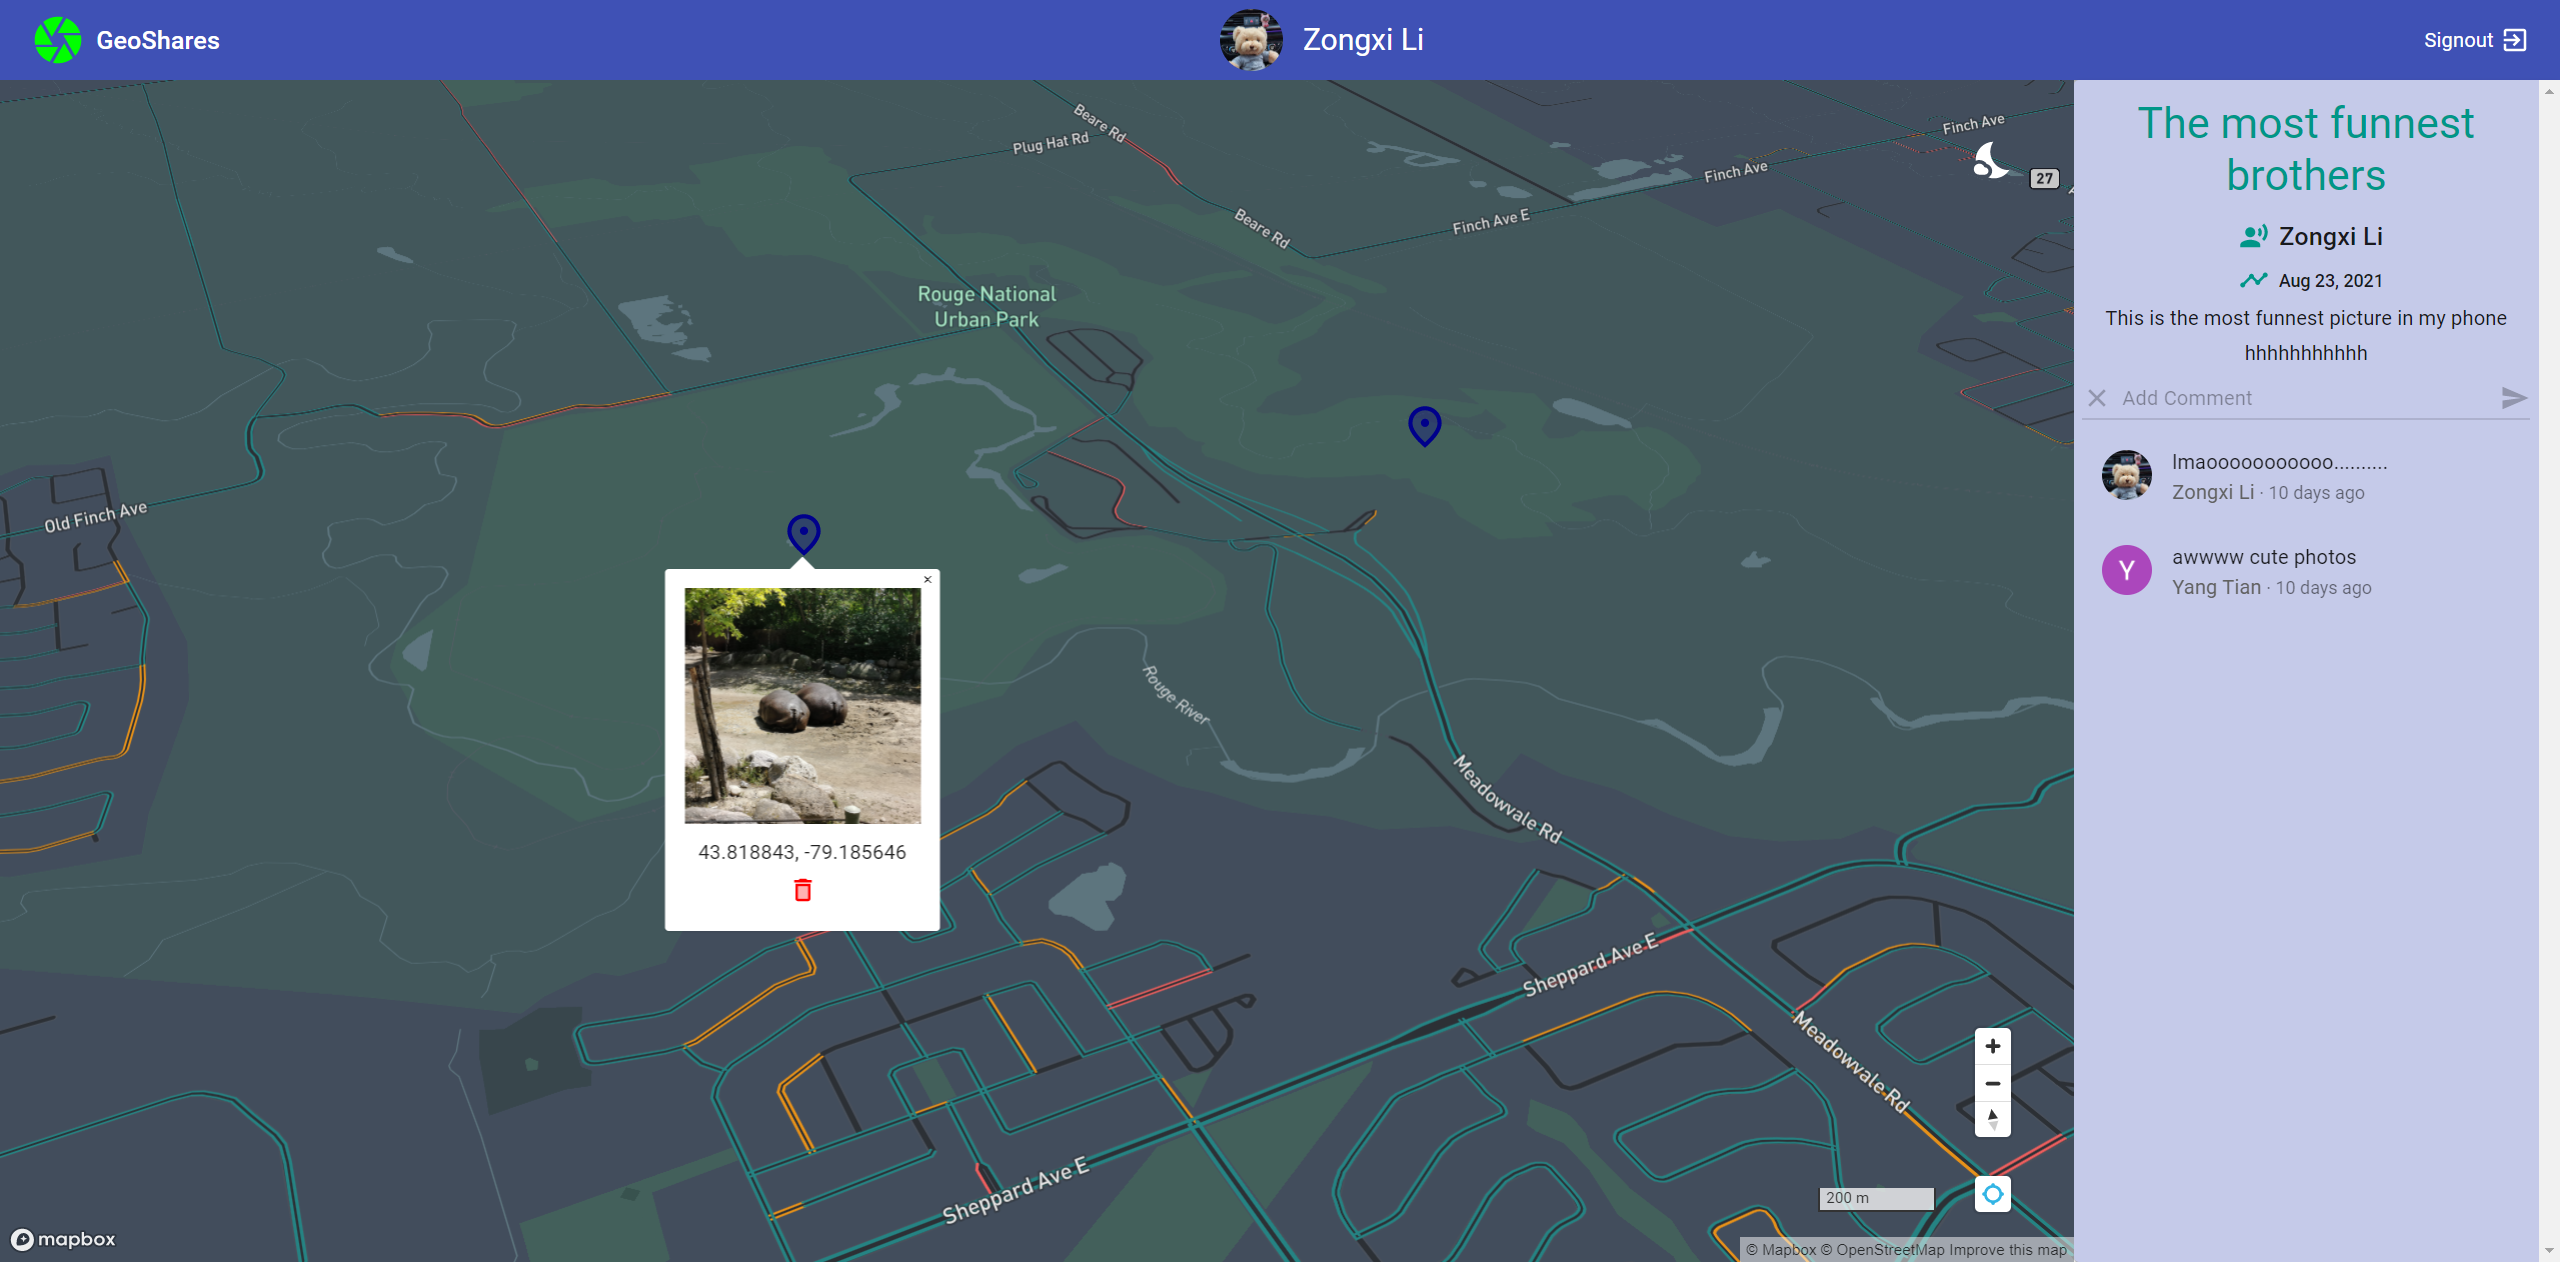 GeoShares
Zongxi Li
Signout
Beare Rd
Plug Hat Rd
Finch Ave
Finch Ave
27
Beare Rd
Finch Ave E
Rouge National
Urban Park
Old Finch Ave
×
43.818843, -79.185646
Rouge River
Meadowvale Rd
Sheppard Ave E
Meadowvale Rd
Sheppard Ave E
200 m
mapbox
© Mapbox © OpenStreetMap Improve this map
The most funnest
brothers
Zongxi Li
Aug 23, 2021
This is the most funnest picture in my phone
hhhhhhhhhhh
Add Comment
lmaooooooooooo..........
Zongxi Li · 10 days ago
Y
awwww cute photos
Yang Tian · 10 days ago